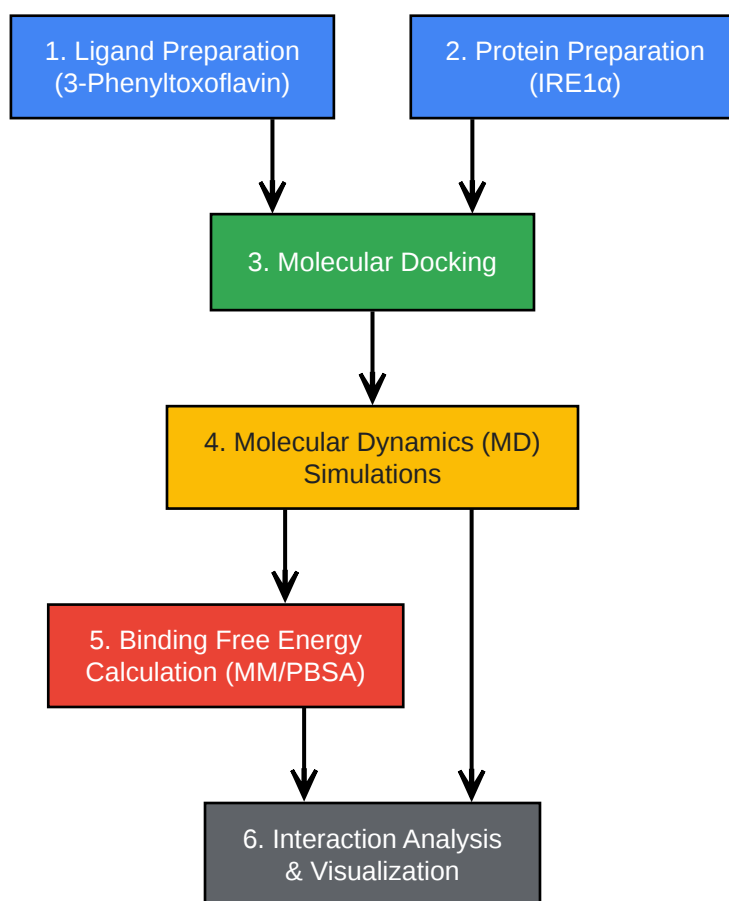 1. Ligand Preparation
(3-Phenyltoxoflavin)
2. Protein Preparation
(IRE1α)
3. Molecular Docking
4. Molecular Dynamics (MD)
Simulations
5. Binding Free Energy
Calculation (MM/PBSA)
6. Interaction Analysis
& Visualization